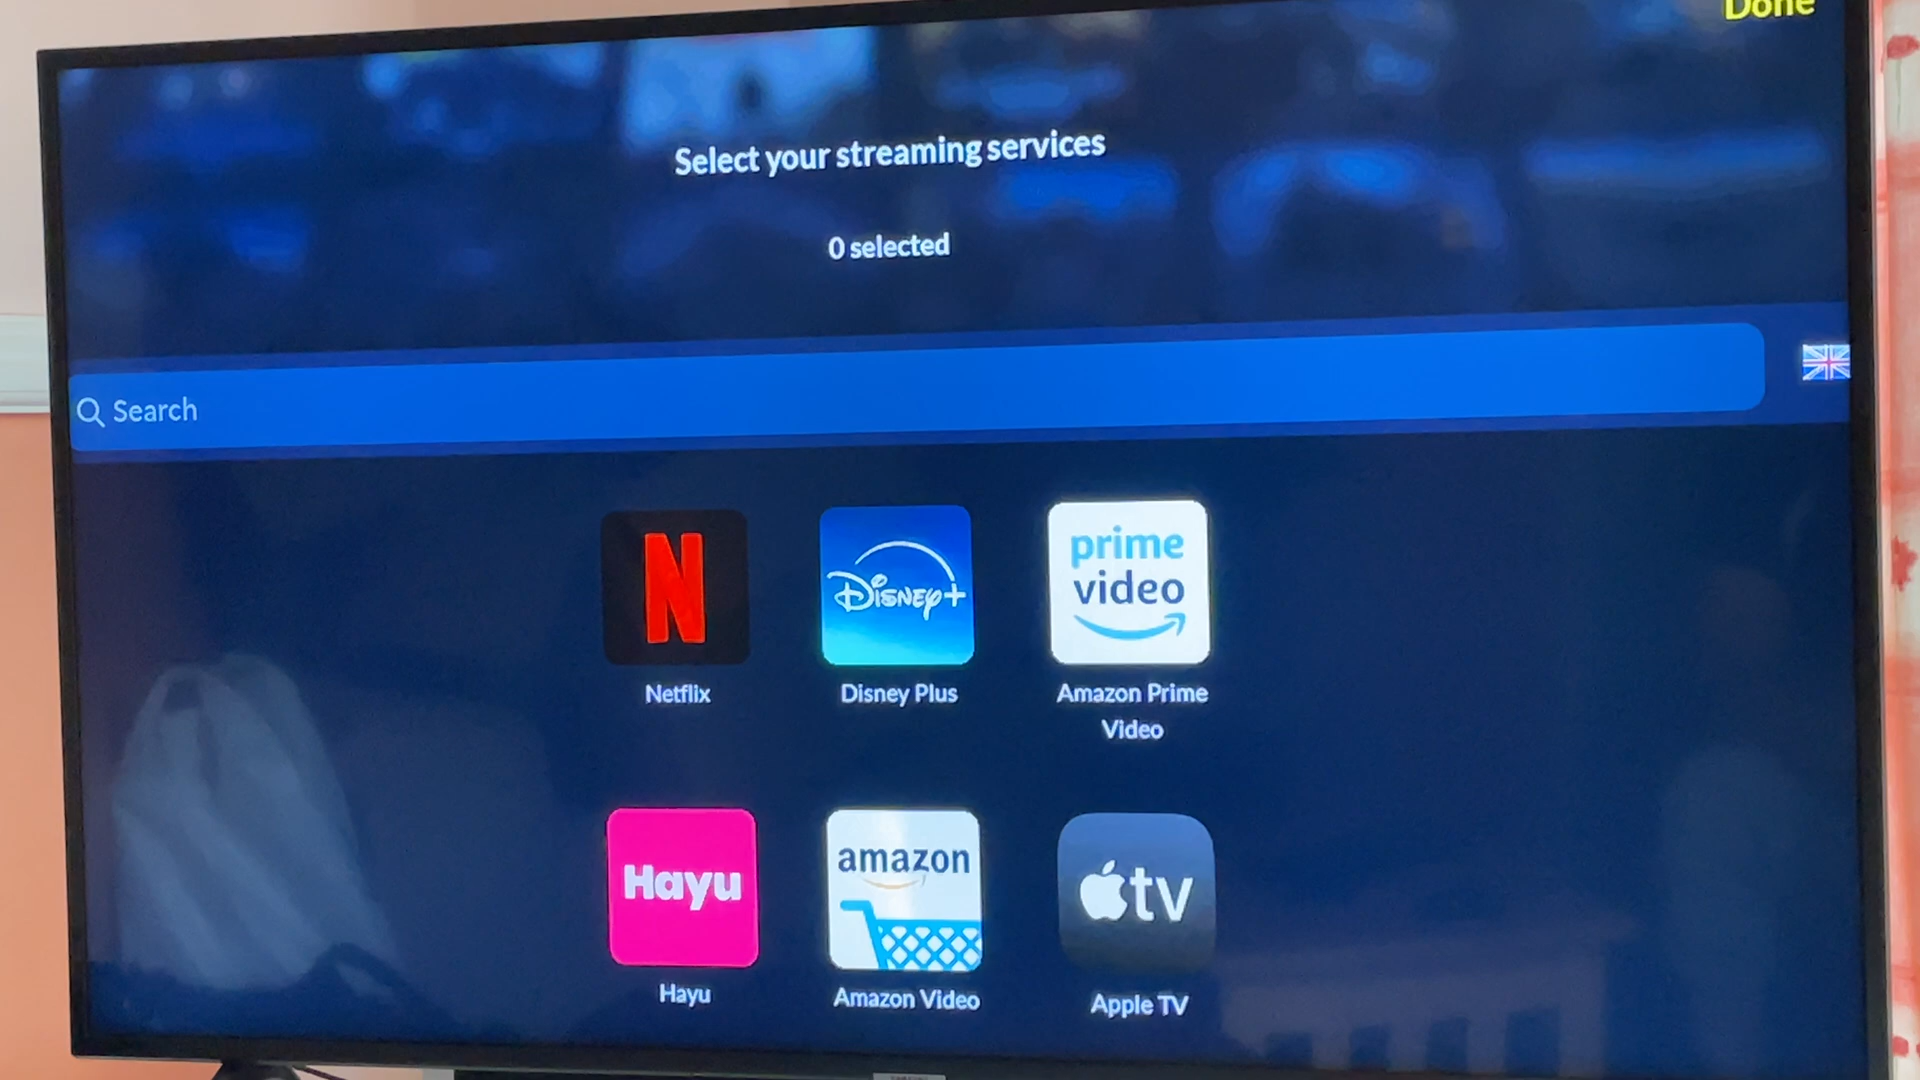 Done
Select your streaming services
0 selected
Search
N
Disney+
prime
video
Netflix
Disney Plus
Amazon Prime
Video
Hayu
amazon
tv
Hayu
Amazon Video
Apple TV